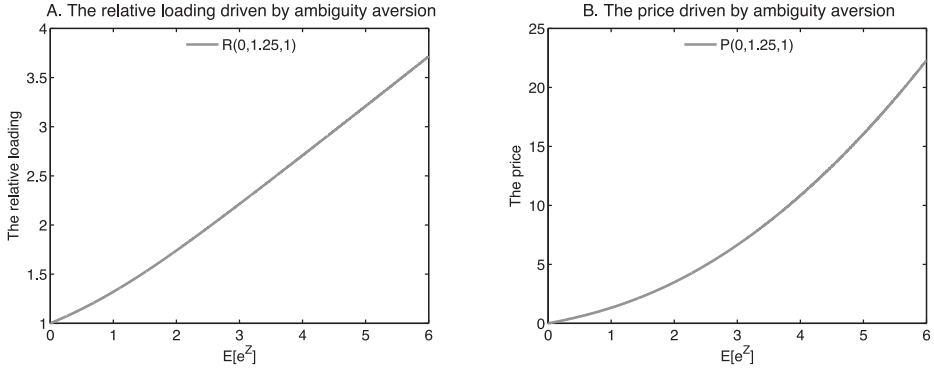 A. The relative loading driven by ambiguity aversion
R(0,1.25,1)
The relative loading
4
3.5
3
2.5
2
1.5
1
0 1 2 3 4 5 6
E[e^Z]
B. The price driven by ambiguity aversion
P(0,1.25,1)
The price
25
20
15
10
5
0
0 1 2 3 4 5 6
E[e^Z]